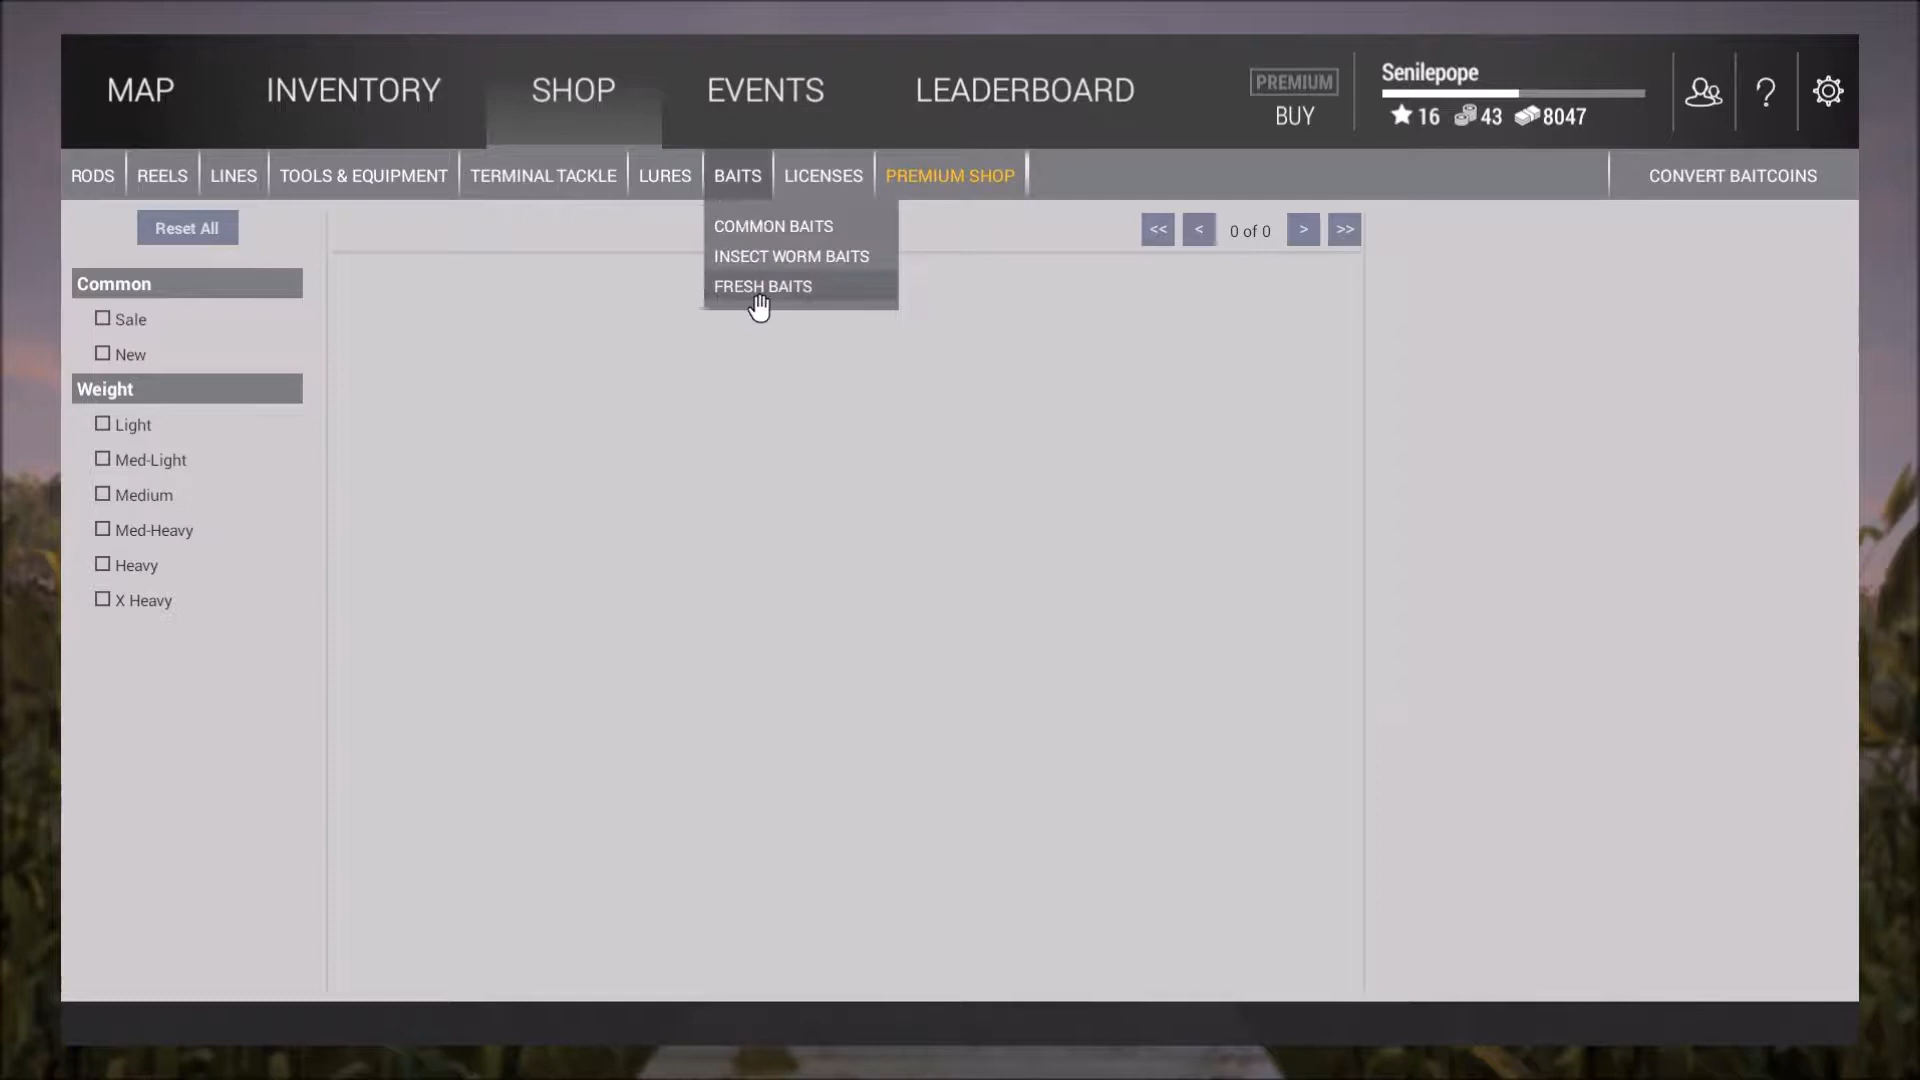 MAP
INVENTORY
SHOP
EVENTS
LEADERBOARD
PREMIUM
BUY
Senilepope
16
43
8047
?
RODS
REELS
LINES
TOOLS & EQUIPMENT
TERMINAL TACKLE
LURES
BAITS
LICENSES
PREMIUM SHOP
CONVERT BAITCOINS
COMMON BAITS
INSECT WORM BAITS
FRESH BAITS
Reset All
<<
<
0 of 0
>
>>
Common
Sale
New
Weight
Light
Med-Light
Medium
Med-Heavy
Heavy
X Heavy